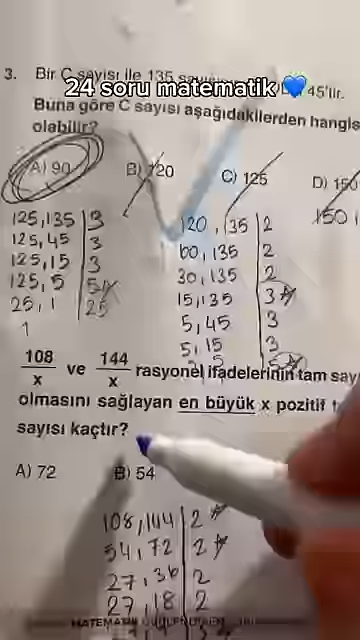 3. Bir C sayısı ile 135
24 soru matematik 💙
45'tir.
Buna göre C sayısı aşağıdakilerden hangis
olabilir?
A) 90 B) 120 C) 125 D) 150
125,135 3
125,45 3
125,15 3
125,5 5
25,1 25
1
120,135 2
60,135 2
30,135 2
15,135 3
5,45 3
5,15 3
150,1
108/x ve 144/x rasyonel ifadelerinin tam say
olmasını sağlayan en büyük x pozitif
sayısı kaçtır?
A) 72 B) 54
108,144 2
54,72 2
27,36 2
27,18 2